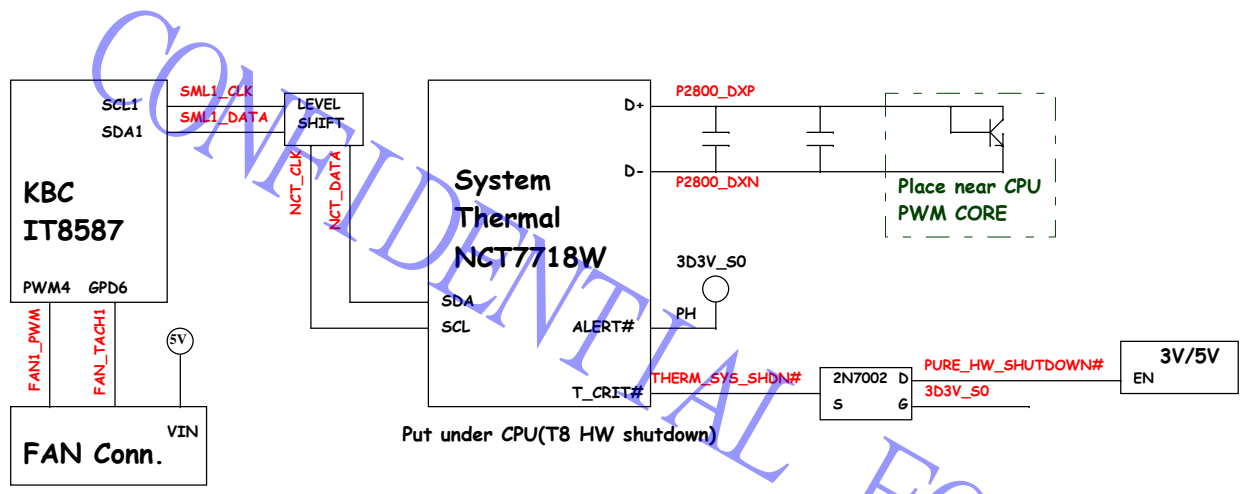 SCL1
SDA1
KBC
IT8587
PWM4 GPD6
SML1_CLK
SML1_DATA
LEVEL
SHIFT
NCT_CLK
NCT_DATA
FAN1_PWM
FAN_TACH1
5V
VIN
FAN Conn.
System
Thermal
NCT7718W
D+
D-
SDA
SCL
ALERT#
T_CRIT#
Put under CPU(T8 HW shutdown)
P2800_DXP
P2800_DXN
Place near CPU
PWM CORE
3D3V_S0
PH
THERM_SYS_SHDN#
2N7002 D
S G
PURE_HW_SHUTDOWN#
3D3V_S0
3V/5V
EN
CONFIDENTIAL